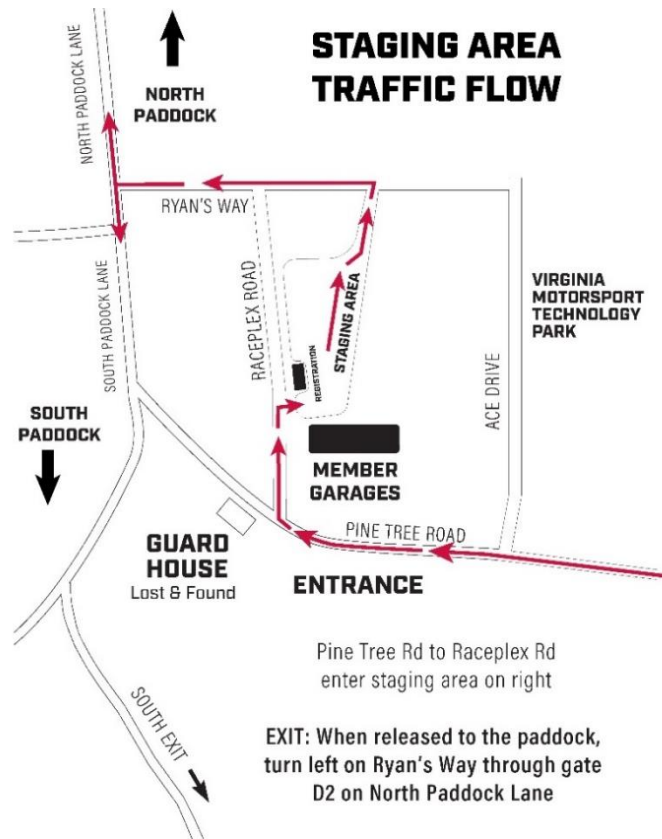 STAGING AREA
TRAFFIC FLOW
NORTH PADDOCK LANE
NORTH
PADDOCK
RYAN'S WAY
RACEPLEX ROAD
STAGING AREA
REGISTRATION
VIRGINIA
MOTORSPORT
TECHNOLOGY
PARK
ACE DRIVE
SOUTH PADDOCK LANE
SOUTH
PADDOCK
MEMBER
GARAGES
PINE TREE ROAD
GUARD
HOUSE
Lost & Found
ENTRANCE
Pine Tree Rd to Raceplex Rd
enter staging area on right
SOUTH EXIT
EXIT: When released to the paddock,
turn left on Ryan's Way through gate
D2 on North Paddock Lane